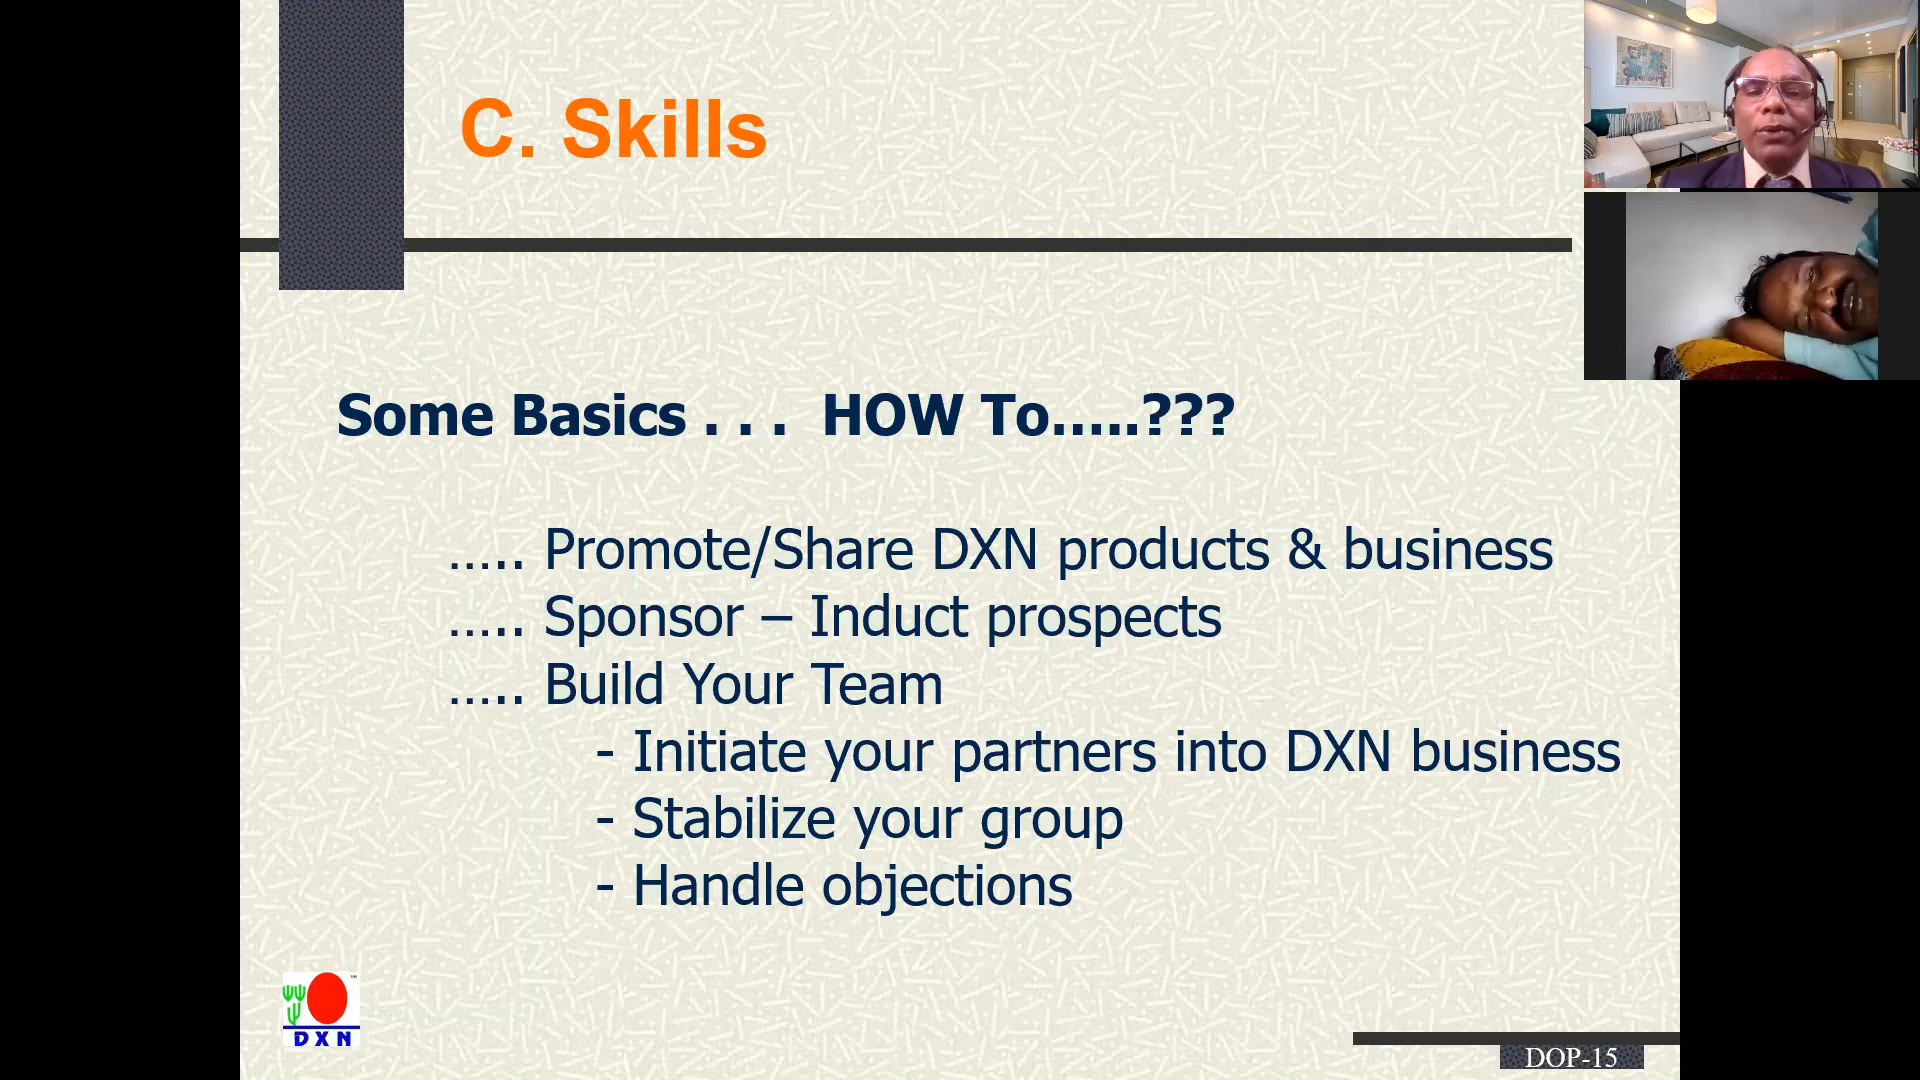 C. Skills
Some Basics . . .  HOW To.....???
..... Promote/Share DXN products & business
..... Sponsor – Induct prospects
..... Build Your Team
- Initiate your partners into DXN business
- Stabilize your group
- Handle objections
DXN
DOP-15